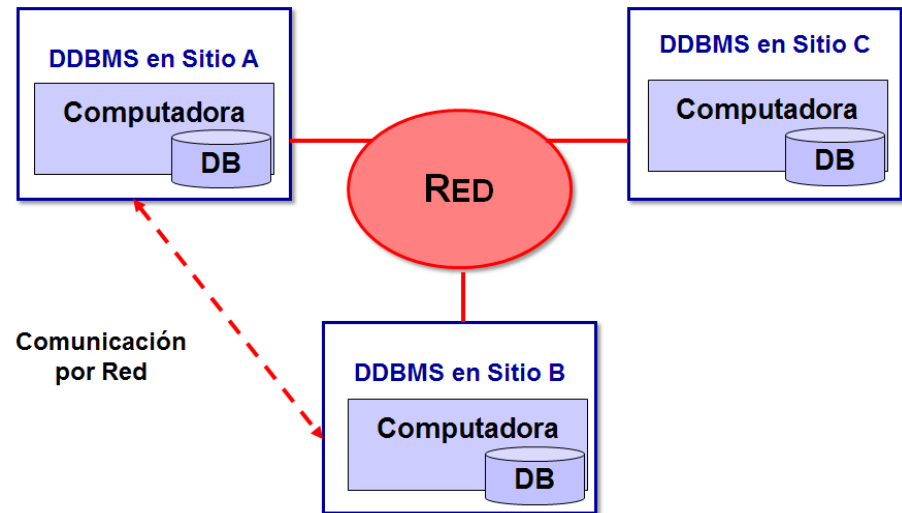 DDBMS en Sitio A
Computadora
DB
DDBMS en Sitio C
Computadora
DB
RED
Comunicación
por Red
DDBMS en Sitio B
Computadora
DB